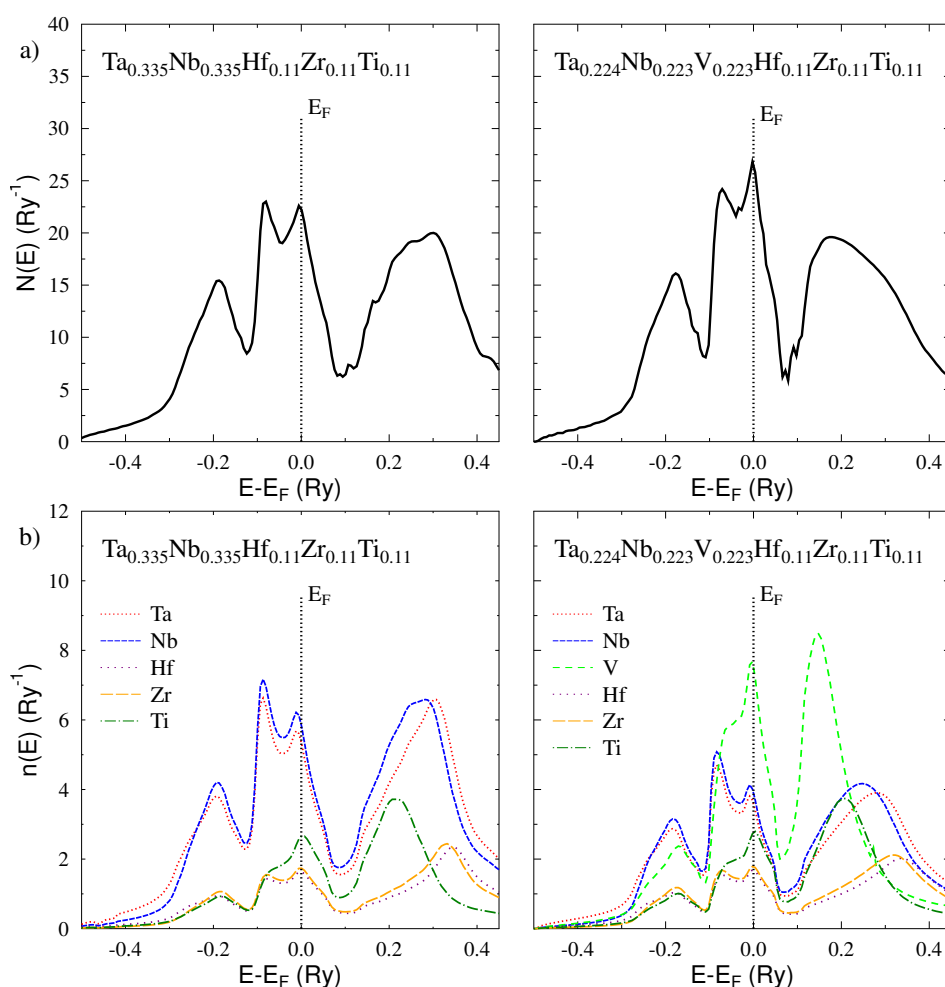 a)
Ta0.335Nb0.335Hf0.11Zr0.11Ti0.11
Ta0.224Nb0.223V0.223Hf0.11Zr0.11Ti0.11
EF
EF
N(E) (Ry-1)
40
35
30
25
20
15
10
5
0
-0.4 -0.2 0.0 0.2 0.4
-0.4 -0.2 0.0 0.2 0.4
E-EF (Ry)
E-EF (Ry)
b)
Ta0.335Nb0.335Hf0.11Zr0.11Ti0.11
Ta0.224Nb0.223V0.223Hf0.11Zr0.11Ti0.11
EF
EF
n(E) (Ry-1)
12
10
8
6
4
2
0
Ta
Nb
Hf
Zr
Ti
Ta
Nb
V
Hf
Zr
Ti
-0.4 -0.2 0.0 0.2 0.4
-0.4 -0.2 0.0 0.2 0.4
E-EF (Ry)
E-EF (Ry)